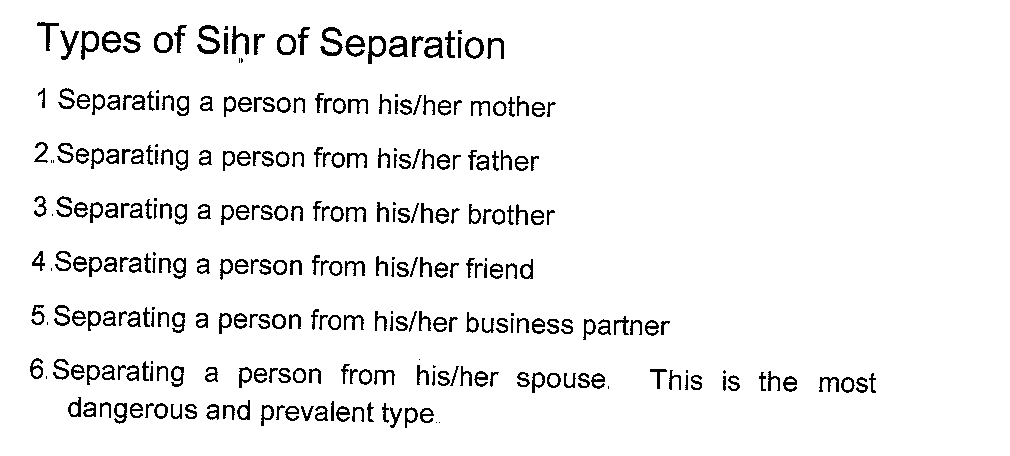 Types of Sihr of Separation
1 Separating a person from his/her mother
2.Separating a person from his/her father
3.Separating a person from his/her brother
4.Separating a person from his/her friend
5.Separating a person from his/her business partner
6.Separating a person from his/her spouse. This is the most
dangerous and prevalent type.